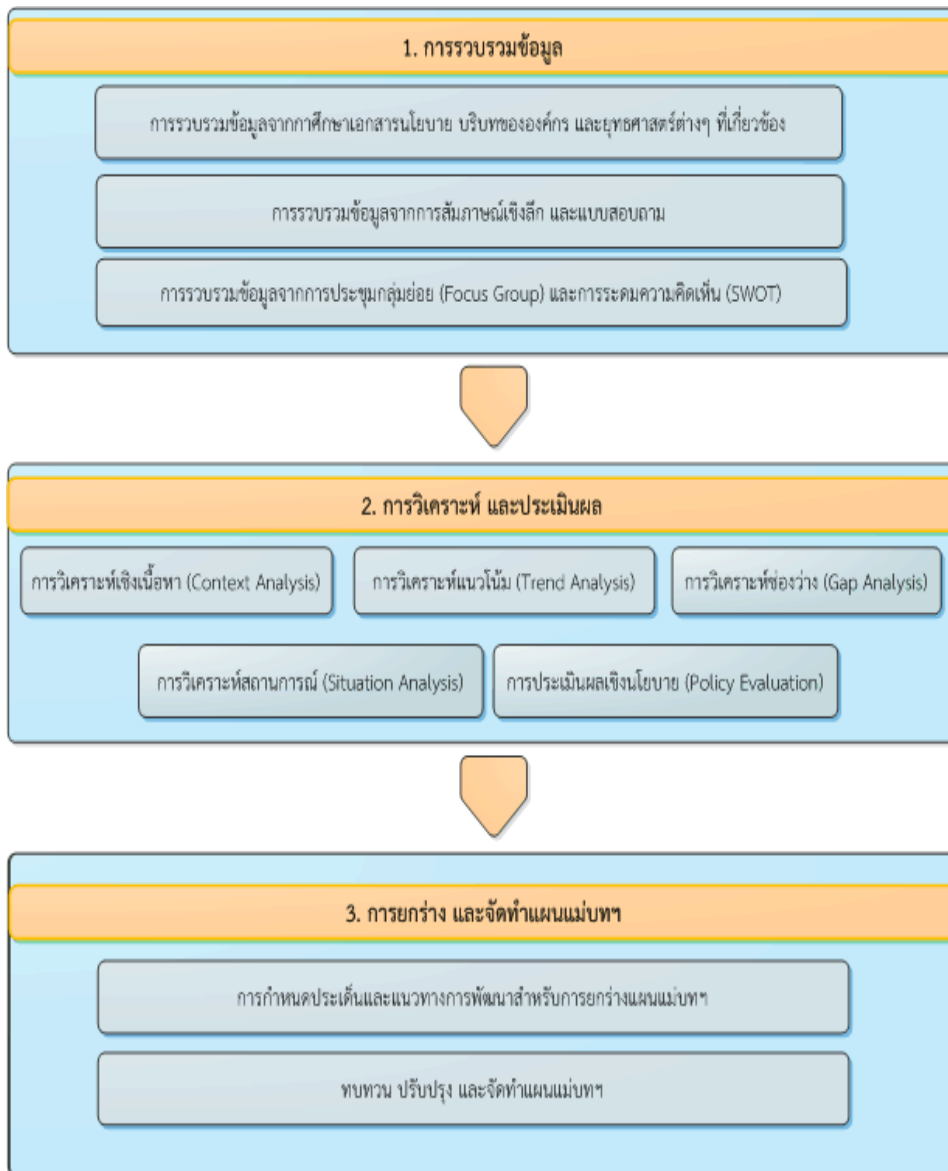 1. การรวบรวมข้อมูล
การรวบรวมข้อมูลจากกาศึกษาเอกสารนโยบาย บริบทขององค์กร และยุทธศาสตร์ต่างๆ ที่เกี่ยวข้อง
การรวบรวมข้อมูลจากการสัมภาษณ์เชิงลึก และแบบสอบถาม
การรวบรวมข้อมูลจากการประชุมกลุ่มย่อย (Focus Group) และการระดมความคิดเห็น (SWOT)
2. การวิเคราะห์ และประเมินผล
การวิเคราะห์เชิงเนื้อหา (Context Analysis)
การวิเคราะห์แนวโน้ม (Trend Analysis)
การวิเคราะห์ช่องว่าง (Gap Analysis)
การวิเคราะห์สถานการณ์ (Situation Analysis)
การประเมินผลเชิงนโยบาย (Policy Evaluation)
3. การยกร่าง และจัดทำแผนแม่บทฯ
การกำหนดประเด็นและแนวทางการพัฒนาสำหรับการยกร่างแผนแม่บทฯ
ทบทวน ปรับปรุง และจัดทำแผนแม่บทฯ